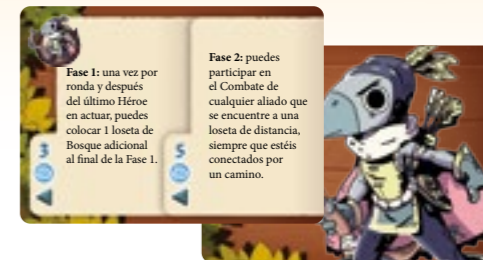 Fase 1: una vez por
ronda y después
del último Héroe
en actuar, puedes
colocar 1 loseta de
Bosque adicional
al final de la Fase 1.
3
Fase 2: puedes
participar en
el Combate de
cualquier aliado que
se encuentre a una
loseta de distancia,
siempre que estéis
conectados por
un camino.
5